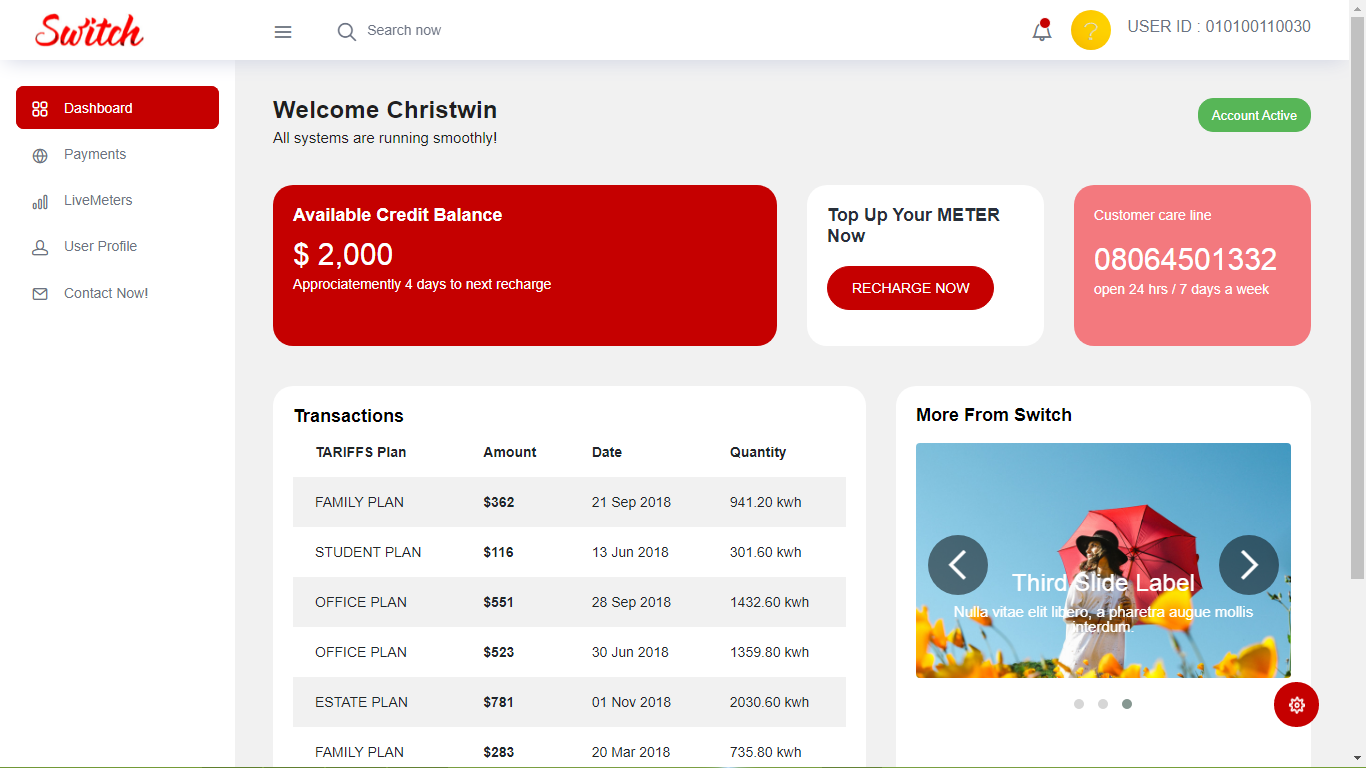 Switch
Search now
?
USER ID : 010100110030
Dashboard
Payments
LiveMeters
User Profile
Contact Now!
Welcome Christwin
All systems are running smoothly!
Account Active
Available Credit Balance
$ 2,000
Approciatemently 4 days to next recharge
Top Up Your METER
Now
RECHARGE NOW
Customer care line
08064501332
open 24 hrs / 7 days a week
Transactions
TARIFFS Plan Amount Date Quantity
FAMILY PLAN $362 21 Sep 2018 941.20 kwh
STUDENT PLAN $116 13 Jun 2018 301.60 kwh
OFFICE PLAN $551 28 Sep 2018 1432.60 kwh
OFFICE PLAN $523 30 Jun 2018 1359.80 kwh
ESTATE PLAN $781 01 Nov 2018 2030.60 kwh
FAMILY PLAN $283 20 Mar 2018 735.80 kwh
More From Switch
Third Slide Label
Nulla vitae elit libero, a pharetra augue mollis
interdum.